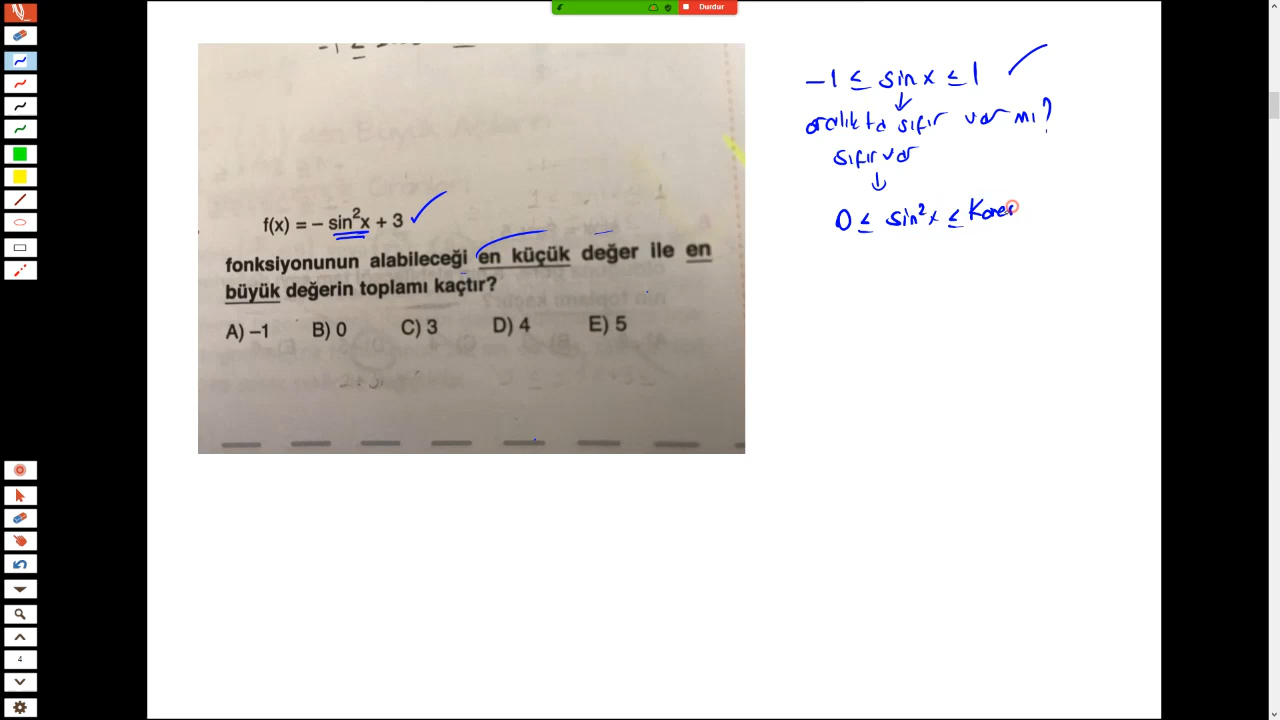 Durdur
f(x) = – sin²x + 3
fonksiyonunun alabileceği en küçük değer ile en
büyük değerin toplamı kaçtır?
A) –1 B) 0 C) 3 D) 4 E) 5
–1 ≤ sinx ≤ 1
aralıkta sıfır var mı?
sıfır var
0 ≤ sin²x ≤ Kare
4